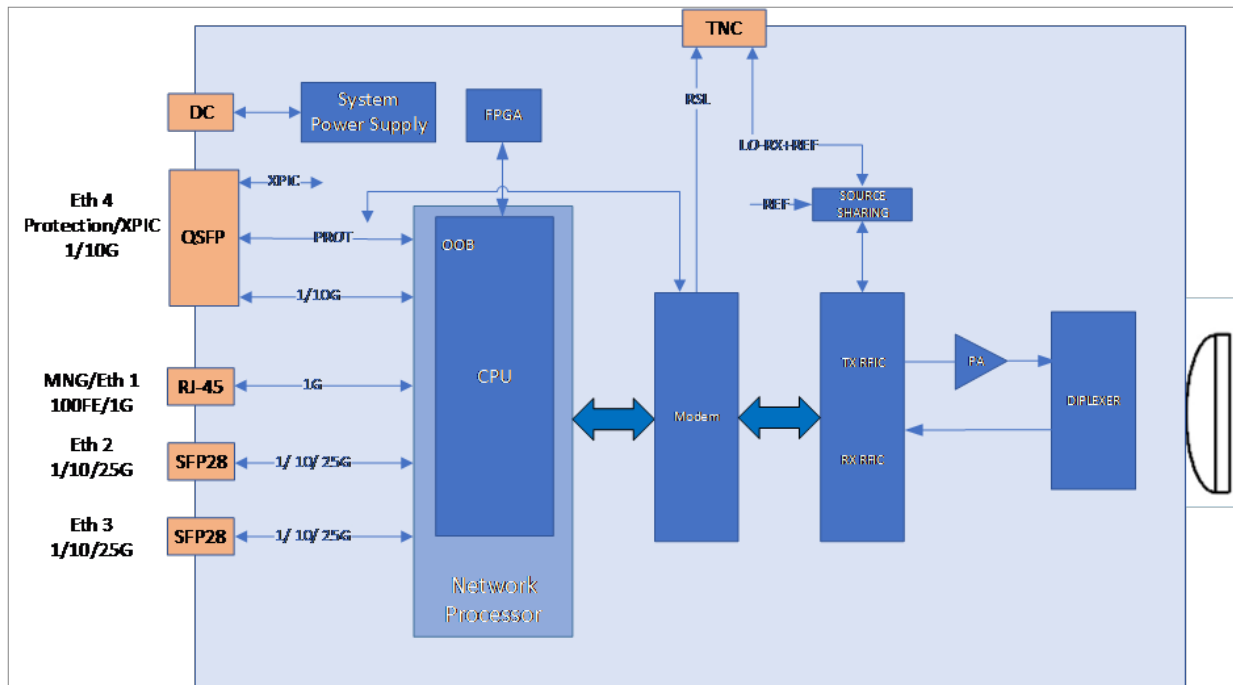 TNC
DC
System
Power Supply
FPGA
RSL
LO-RX+REF
XPIC
Eth 4
Protection/XPIC
1/10G
QSFP
REF
SOURCE
SHARING
PROT
OOB
1/10G
CPU
TX RFIC
PA
DIPLEXER
MNG/Eth 1
100FE/1G
RJ-45
1G
Modem
Eth 2
1/10/25G
SFP28
1/ 10/ 25G
RX RFIC
Eth 3
1/10/25G
SFP28
1/ 10/ 25G
Network
Processor